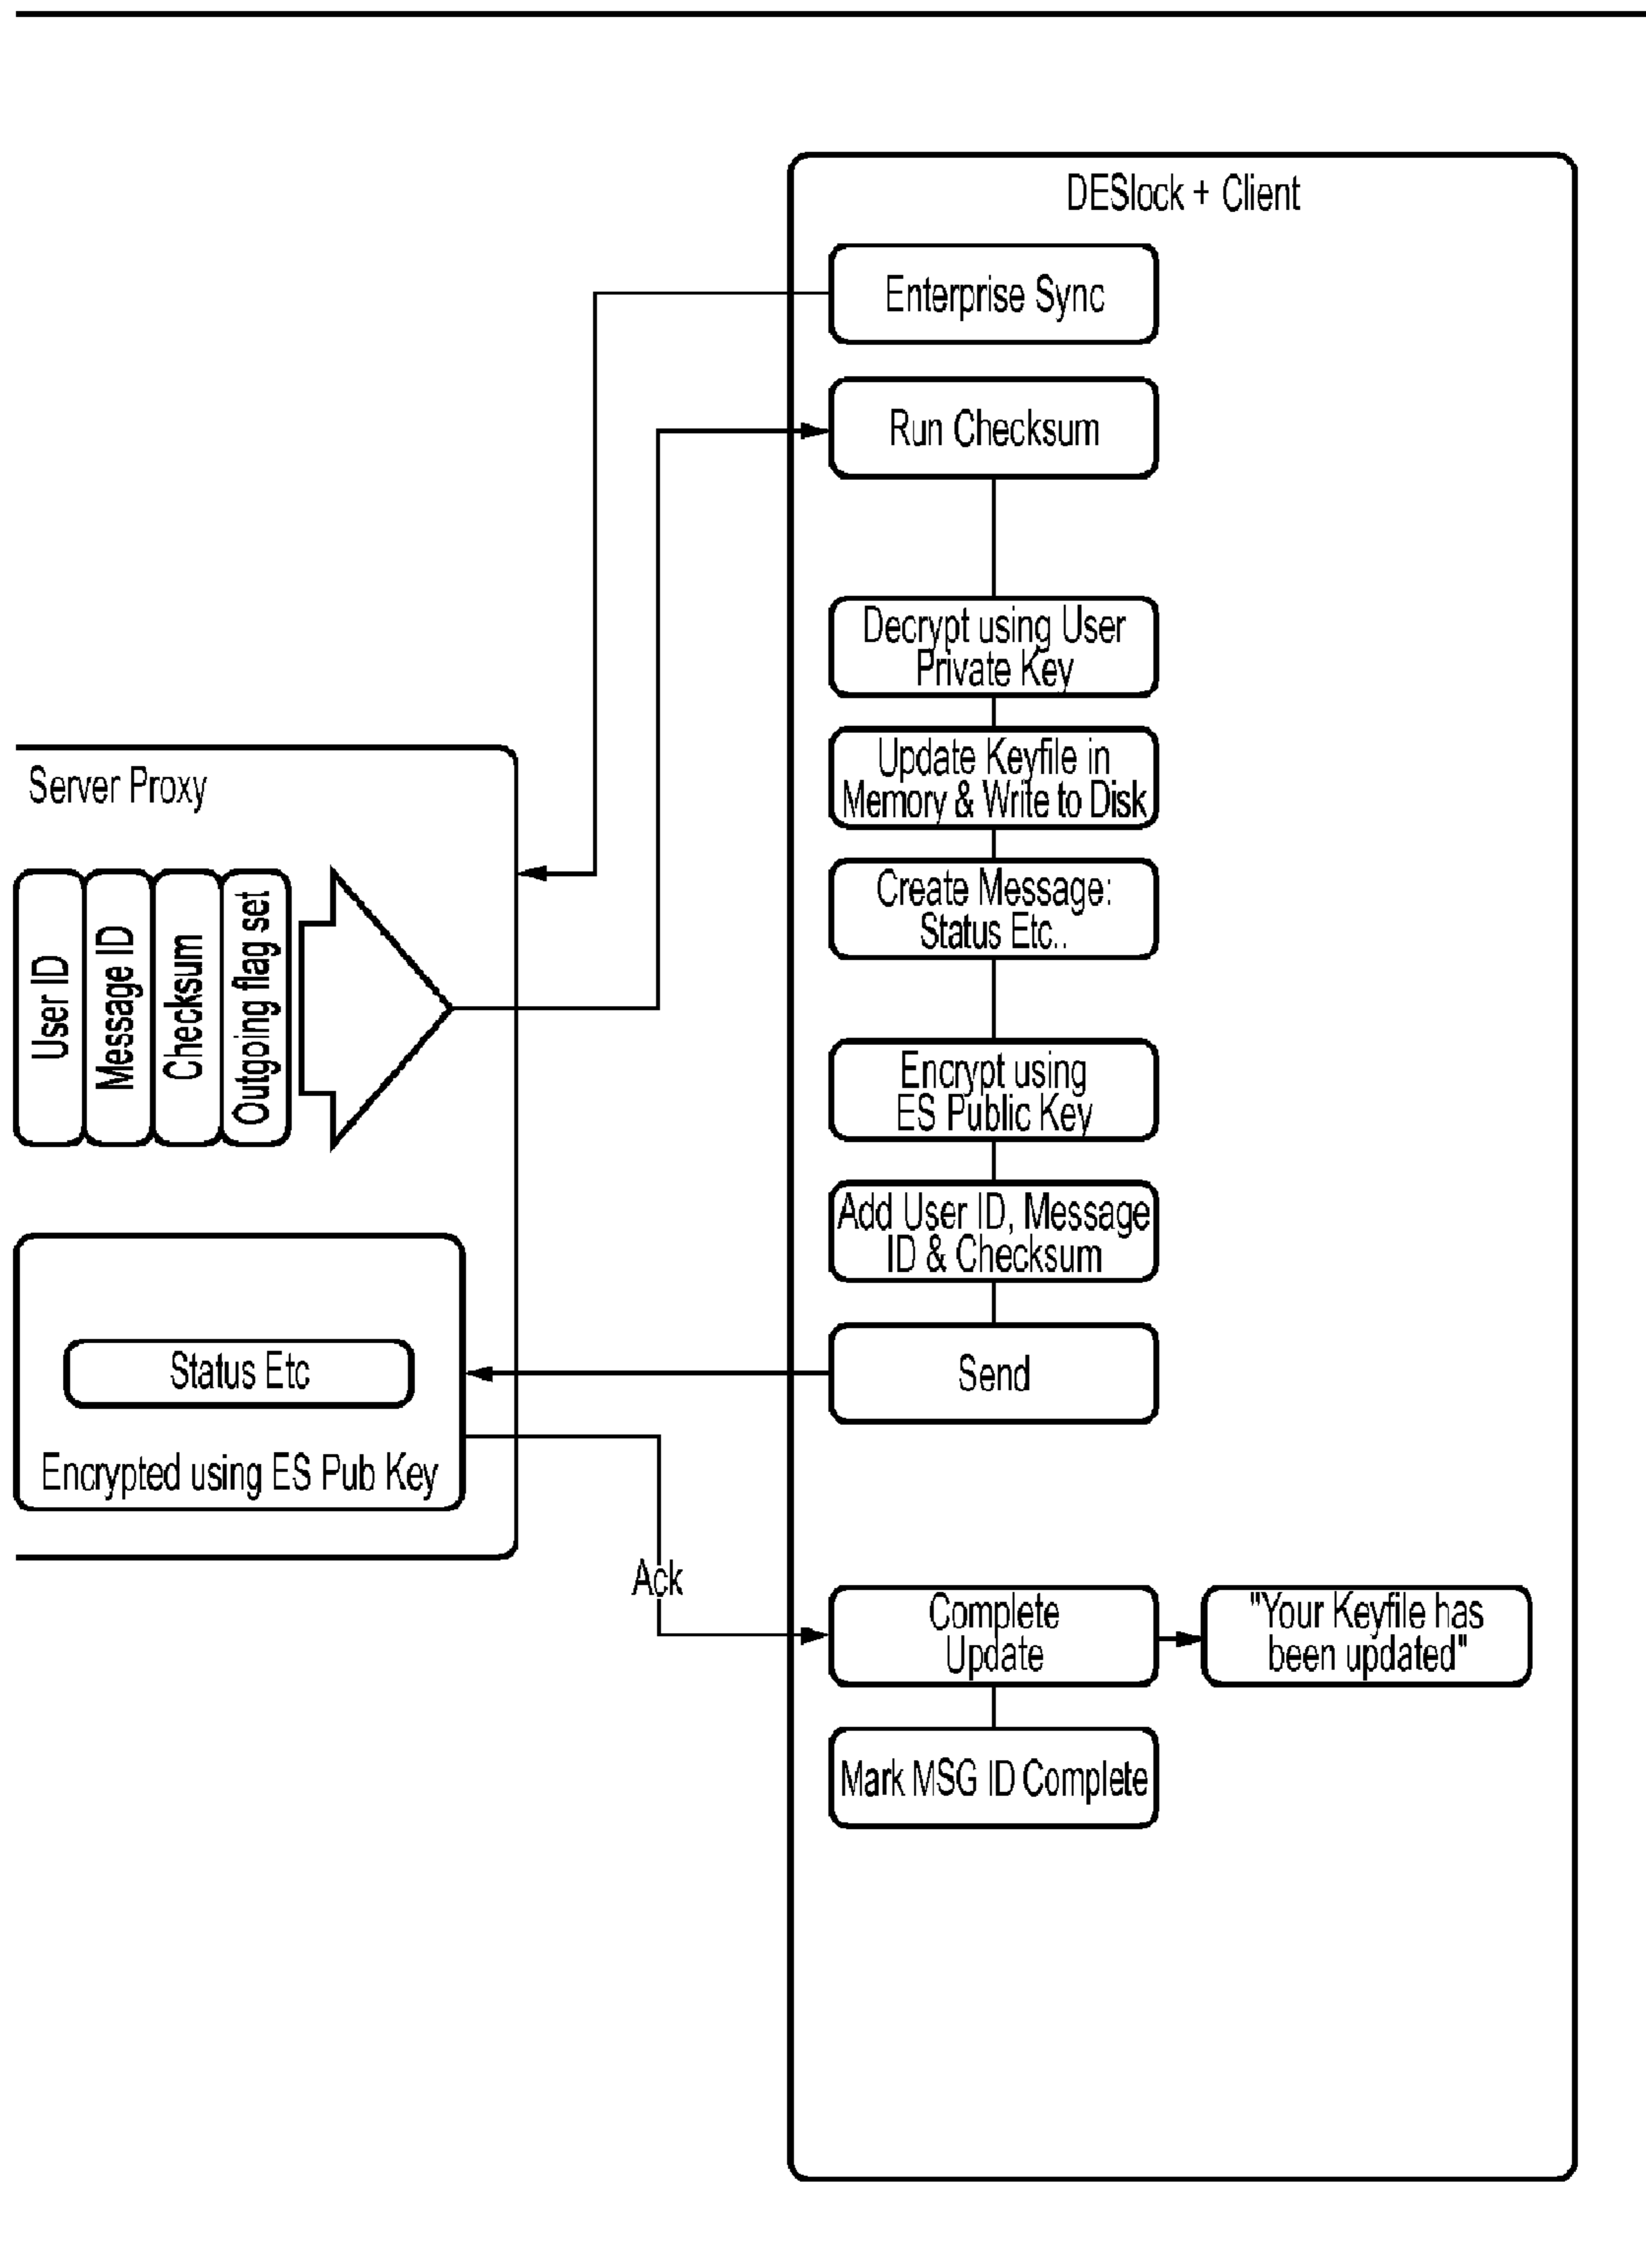 DESlock + Client
Enterprise Sync
Run Checksum
Decrypt using User
Private Key
Update Keyfile in
Memory & Write to Disk
Create Message:
Status Etc..
Encrypt using
ES Public Key
Add User ID, Message
ID & Checksum
Send
Complete
Update
"Your Keyfile has
been updated"
Mark MSG ID Complete
Server Proxy
User ID
Message ID
Checksum
Outgoing flag set
Status Etc
Encrypted using ES Pub Key
Ack